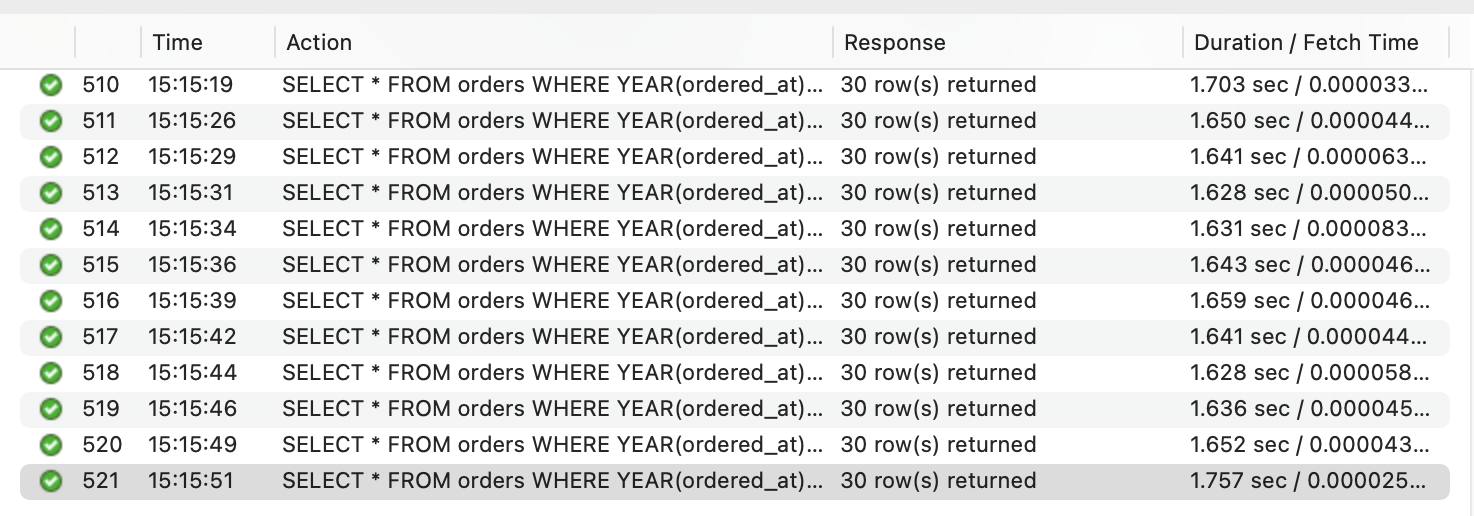 Time Action Response Duration / Fetch Time
510 15:15:19 SELECT * FROM orders WHERE YEAR(ordered_at)... 30 row(s) returned 1.703 sec / 0.000033...
511 15:15:26 SELECT * FROM orders WHERE YEAR(ordered_at)... 30 row(s) returned 1.650 sec / 0.000044...
512 15:15:29 SELECT * FROM orders WHERE YEAR(ordered_at)... 30 row(s) returned 1.641 sec / 0.000063...
513 15:15:31 SELECT * FROM orders WHERE YEAR(ordered_at)... 30 row(s) returned 1.628 sec / 0.000050...
514 15:15:34 SELECT * FROM orders WHERE YEAR(ordered_at)... 30 row(s) returned 1.631 sec / 0.000083...
515 15:15:36 SELECT * FROM orders WHERE YEAR(ordered_at)... 30 row(s) returned 1.643 sec / 0.000046...
516 15:15:39 SELECT * FROM orders WHERE YEAR(ordered_at)... 30 row(s) returned 1.659 sec / 0.000046...
517 15:15:42 SELECT * FROM orders WHERE YEAR(ordered_at)... 30 row(s) returned 1.641 sec / 0.000044...
518 15:15:44 SELECT * FROM orders WHERE YEAR(ordered_at)... 30 row(s) returned 1.628 sec / 0.000058...
519 15:15:46 SELECT * FROM orders WHERE YEAR(ordered_at)... 30 row(s) returned 1.636 sec / 0.000045...
520 15:15:49 SELECT * FROM orders WHERE YEAR(ordered_at)... 30 row(s) returned 1.652 sec / 0.000043...
521 15:15:51 SELECT * FROM orders WHERE YEAR(ordered_at)... 30 row(s) returned 1.757 sec / 0.000025...